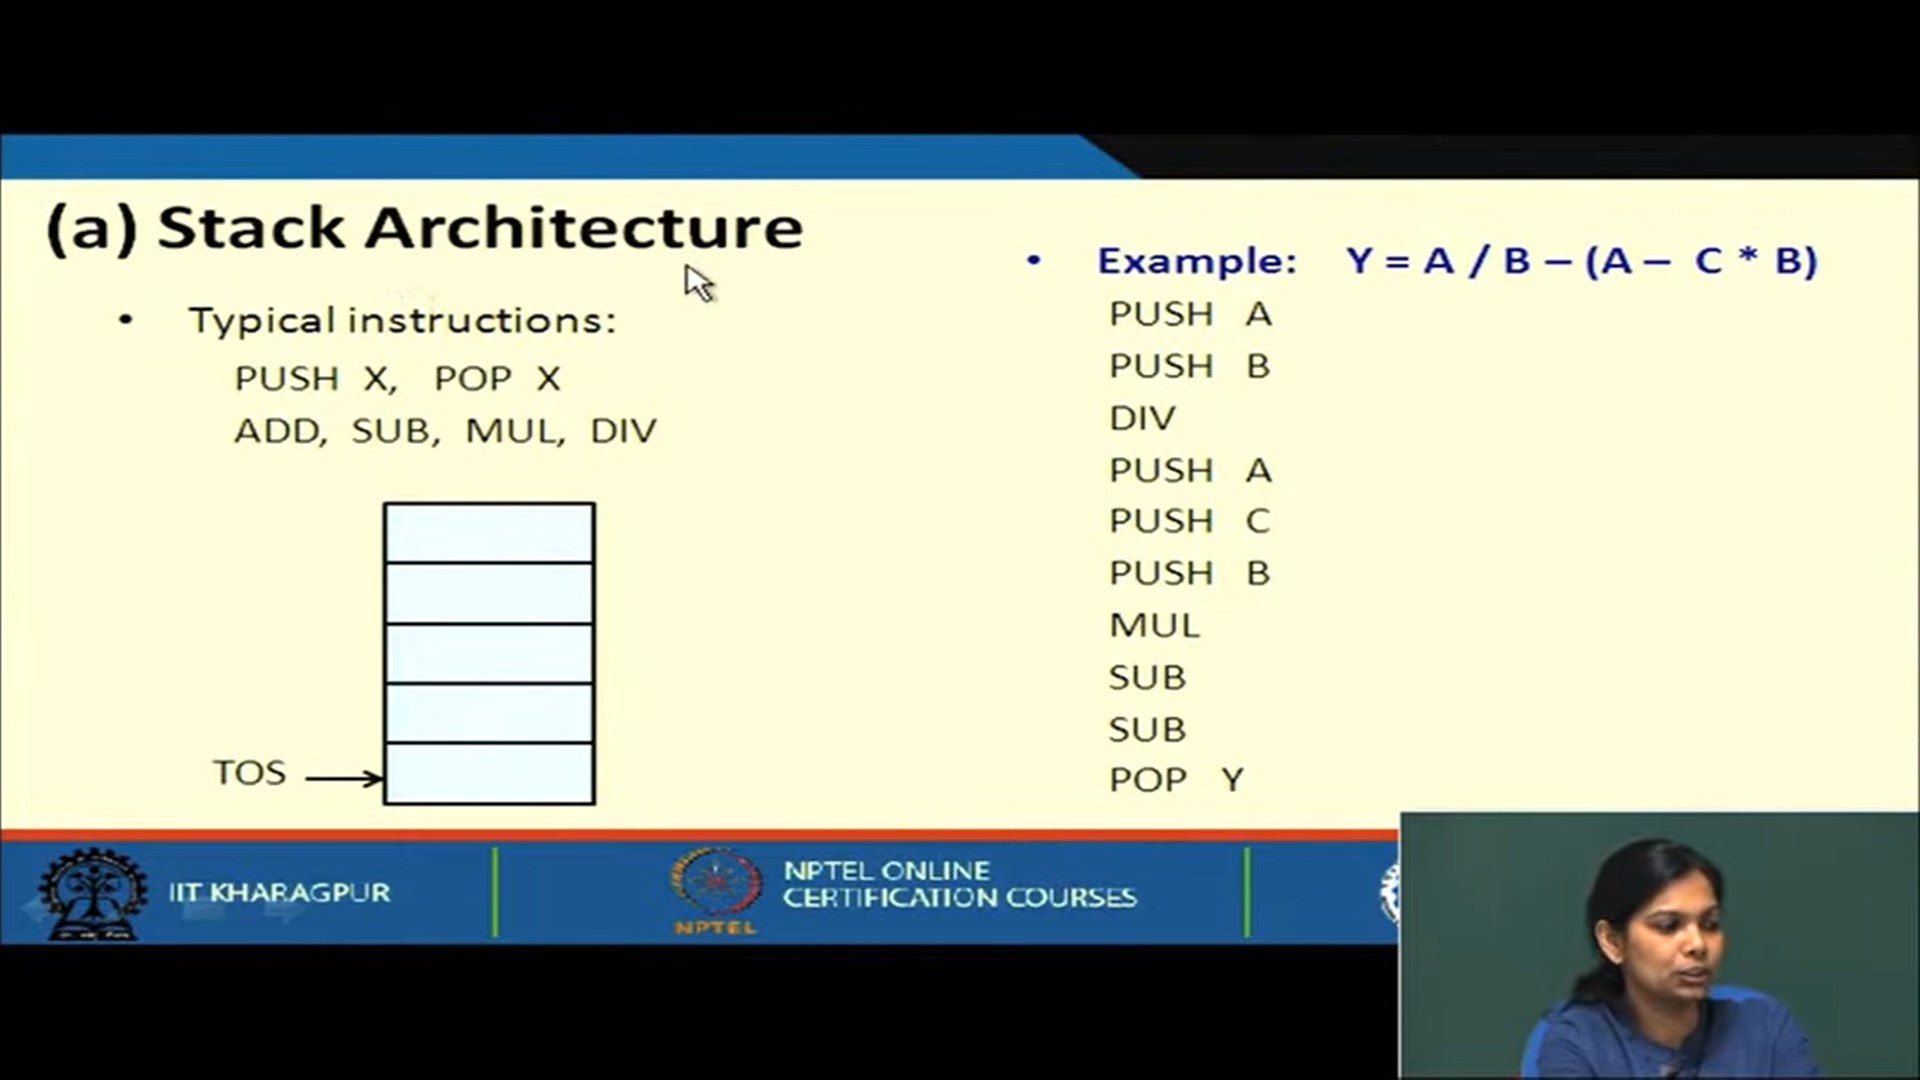 (a) Stack Architecture
• Typical instructions:
PUSH X, POP X
ADD, SUB, MUL, DIV
TOS
• Example: Y = A / B – (A – C * B)
PUSH A
PUSH B
DIV
PUSH A
PUSH C
PUSH B
MUL
SUB
SUB
POP Y
IIT KHARAGPUR
NPTEL
NPTEL ONLINE
CERTIFICATION COURSES